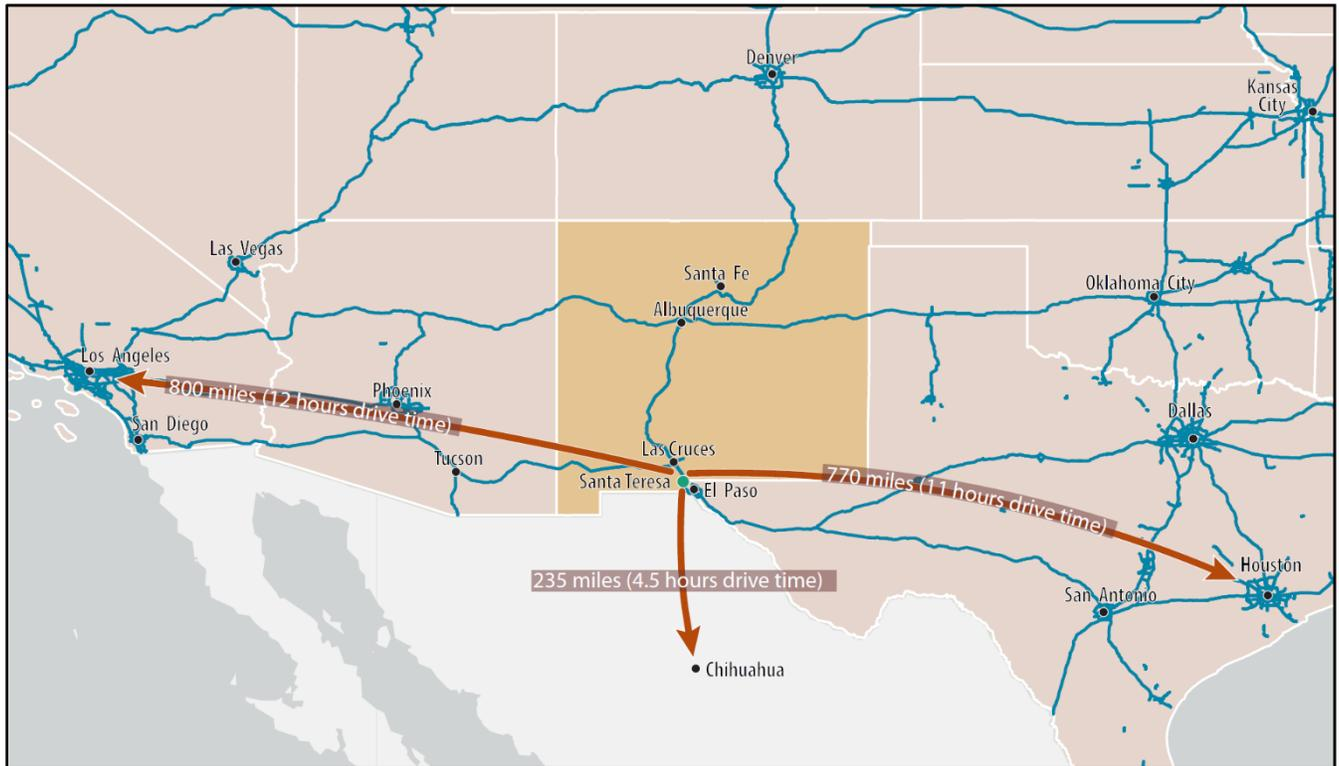 Denver
Kansas
City
Las Vegas
Santa Fe
Oklahoma City
Albuquerque
Los Angeles
800 miles (12 hours drive time)
Phoenix
Dallas
San Diego
Las Cruces
Tucson
Santa Teresa
El Paso
770 miles (11 hours drive time)
Houston
235 miles (4.5 hours drive time)
San Antonio
Chihuahua